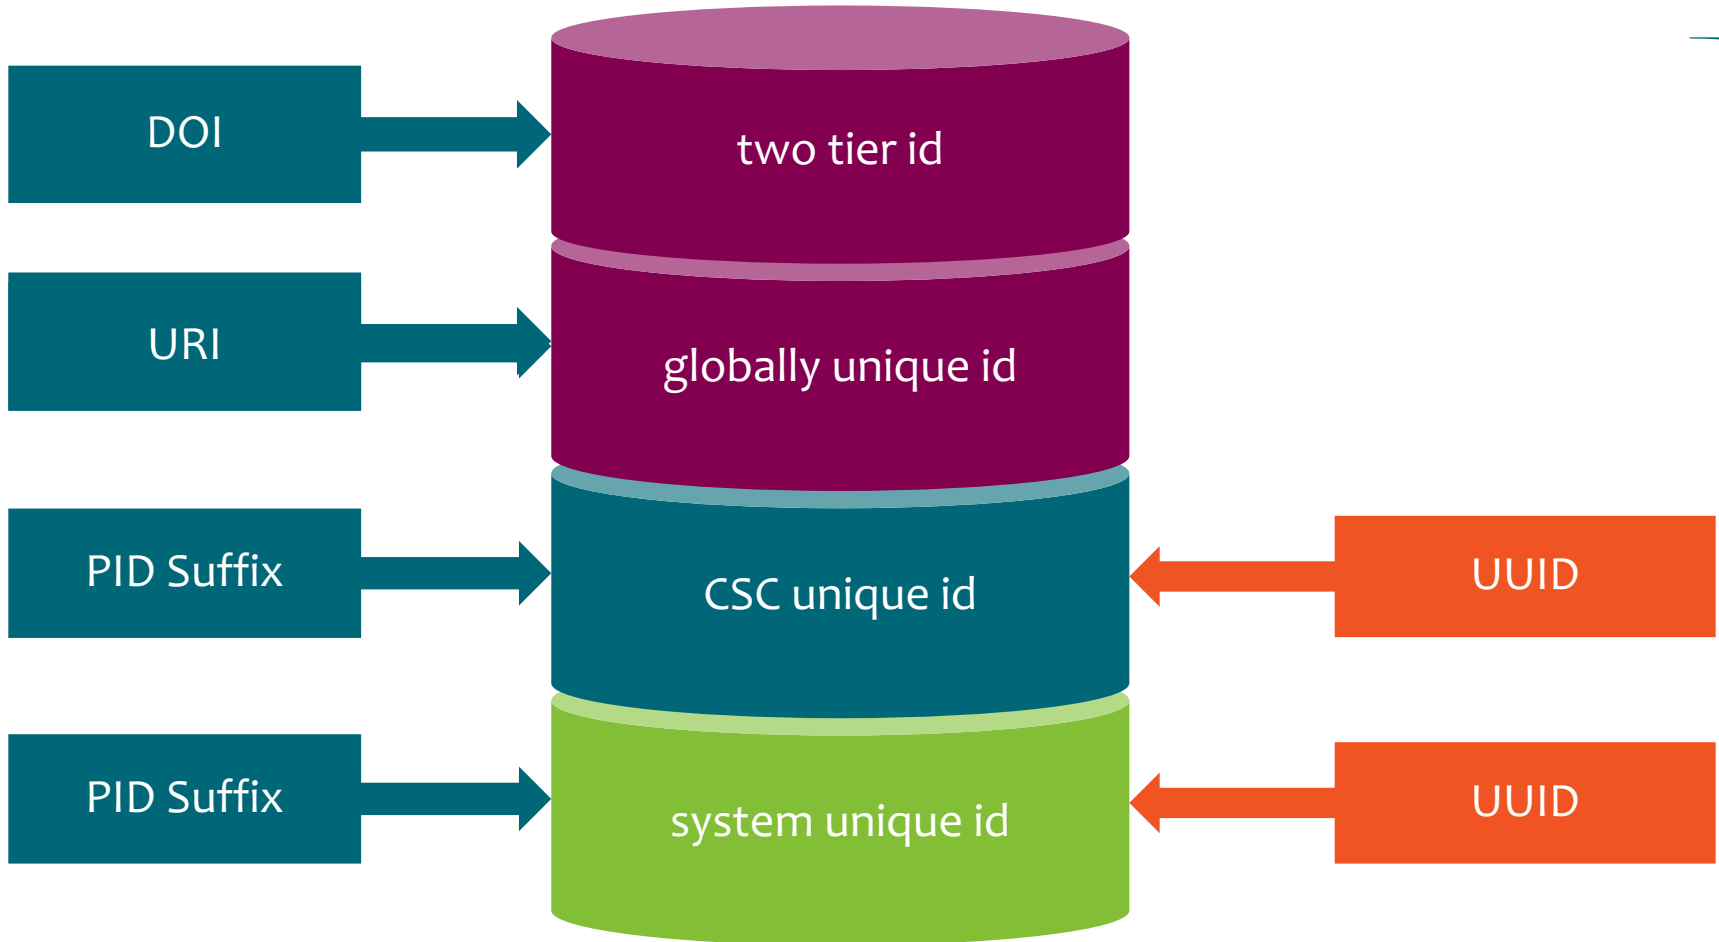 DOI
two tier id
URI
globally unique id
PID Suffix
CSC unique id
UUID
PID Suffix
system unique id
UUID